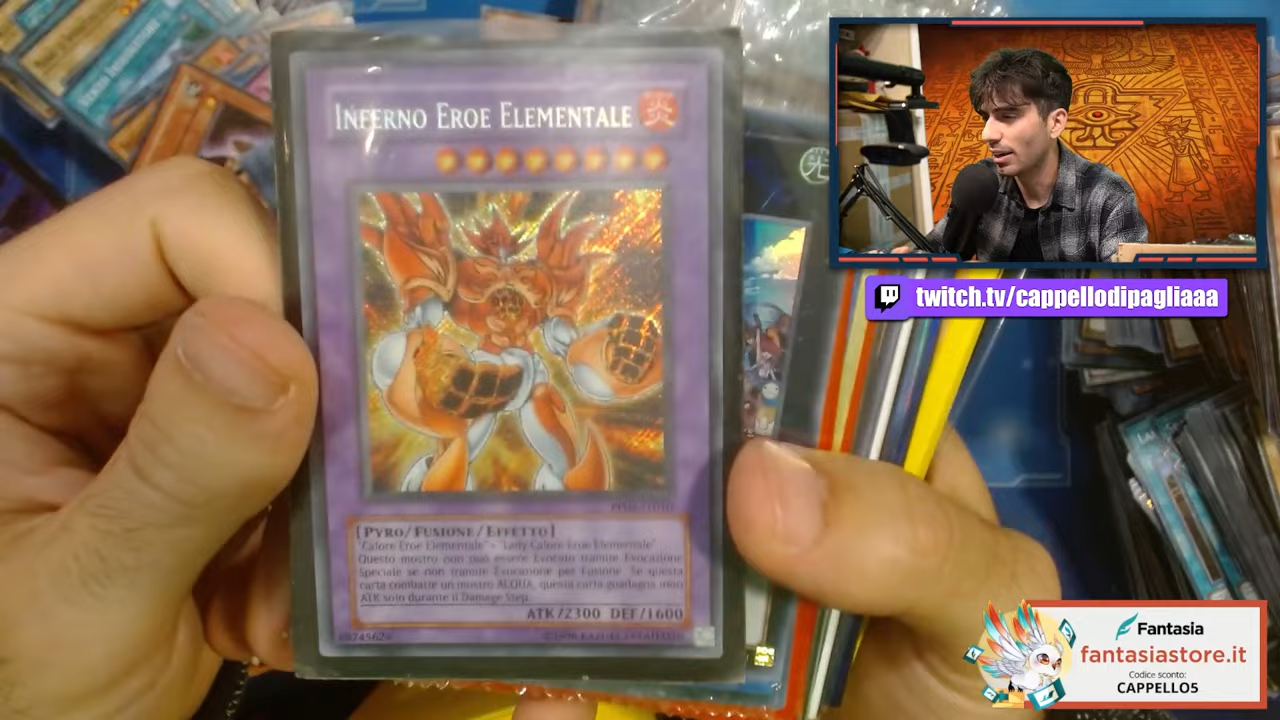 INFERNO EROE ELEMENTALE
炎
光
[PYRO/FUSIONE/EFFETTO]
"Calore Eroe Elementale" + "Lady Calore Eroe Elementale"
Questo mostro non può essere Evocato tramite Evocazione
Speciale se non tramite Evocazione per Fusione. Se questa
carta combatte un mostro ACQUA, questa carta guadagna 1000
ATK solo durante il Damage Step.
ATK/2300 DEF/1600
twitch.tv/cappellodipagliaaa
Fantasia
fantasiastore.it
Codice sconto:
CAPPELLO5